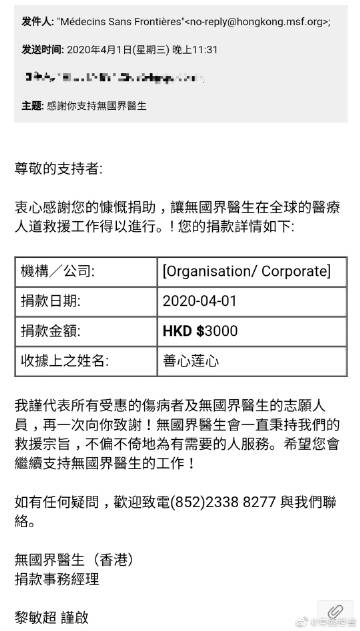 发件人: "Médecins Sans Frontières"<no-reply@hongkong.msf.org>;
发送时间: 2020年4月1日(星期三) 晚上11:31
主题: 感謝你支持無國界醫生
尊敬的支持者:
衷心感謝您的慷慨捐助，讓無國界醫生在全球的醫療
人道救援工作得以進行。! 您的捐款詳情如下:
機構／公司: [Organisation/ Corporate]
捐款日期: 2020-04-01
捐款金額: HKD $3000
收據上之姓名: 善心莲心
我謹代表所有受惠的傷病者及無國界醫生的志願人
員，再一次向你致謝！無國界醫生會一直秉持我們的
救援宗旨，不偏不倚地為有需要的人服務。希望您會
繼續支持無國界醫生的工作！
如有任何疑問，歡迎致電(852)2338 8277 與我們聯
絡。
無國界醫生（香港）
捐款事務經理
黎敏超 謹啟